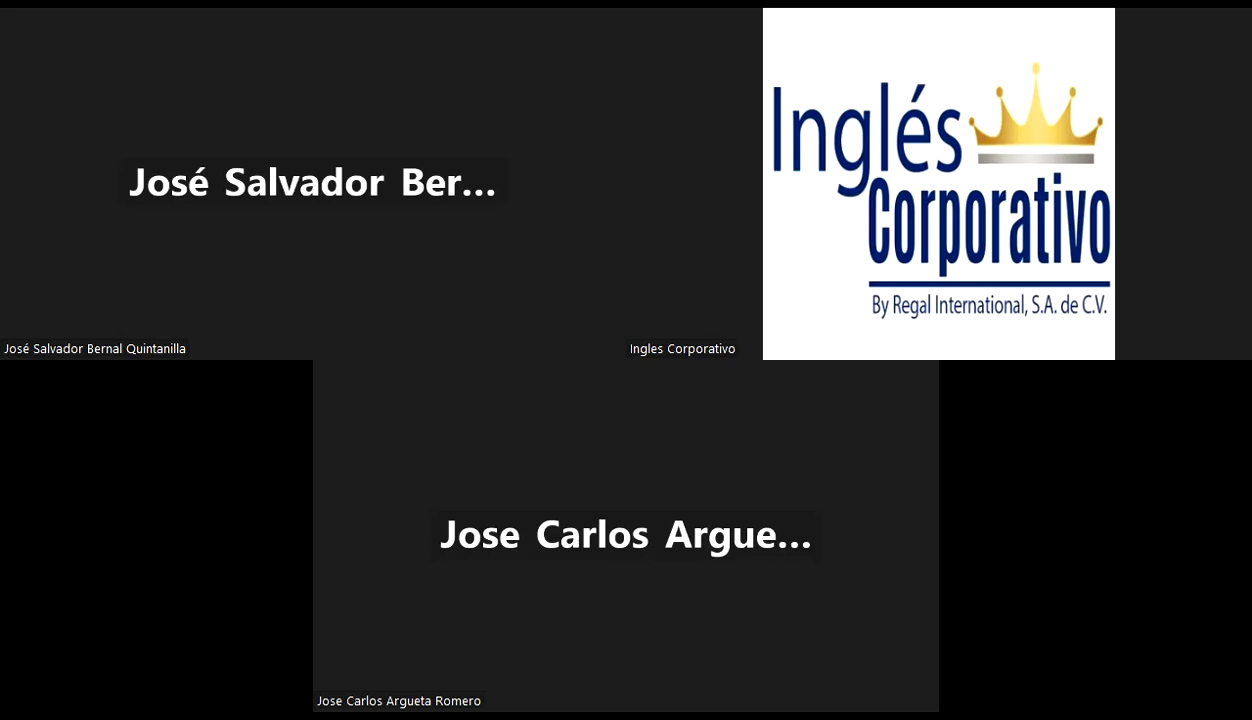 José Salvador Ber...
Inglés
Corporativo
By Regal International, S.A. de C.V.
José Salvador Bernal Quintanilla
Ingles Corporativo
Jose Carlos Argue...
Jose Carlos Argueta Romero